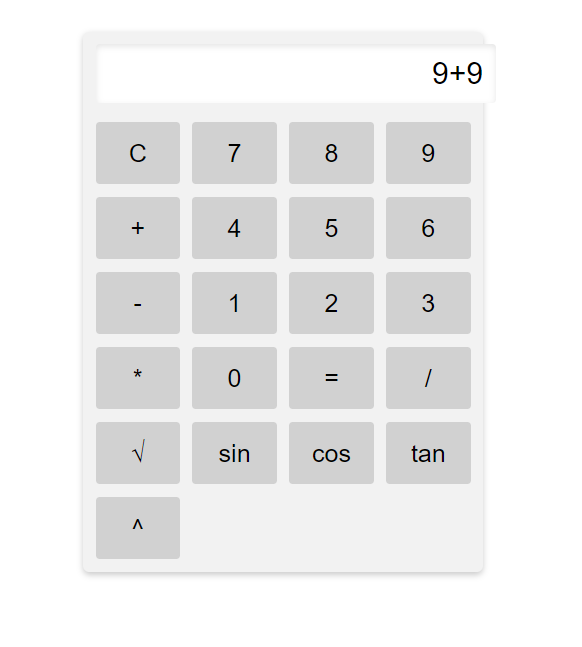 9+9
C 7 8 9
+ 4 5 6
- 1 2 3
* 0 = /
√ sin cos tan
^